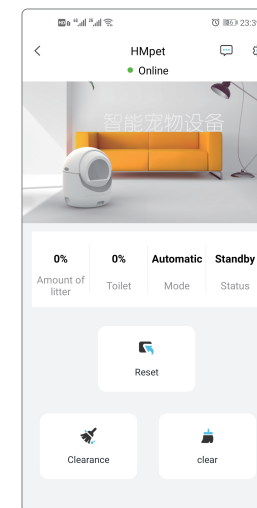 HMpet
Online
智能宠物设备
0% 0% Automatic Standby
Amount of litter Toilet Mode Status
Reset
Clearance clear